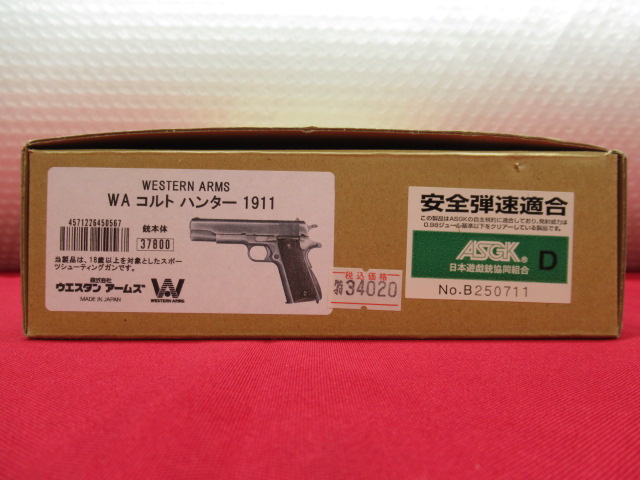 WESTERN ARMS
WA コルト ハンター 1911
4571226450567
銃本体
37800
当製品は、18歳以上を対象としたスポー
ツシューティングガンです。
株式会社
ウエスタン アームズ
MADE IN JAPAN
WESTERN ARMS
税込価格
34020
安全弾速適合
この製品はASGKの自主規約に適合しており、発射威力は
0.98ジュール基準以下をクリアーしている製品です。
ASGK®
日本遊戯銃協同組合
D
No.B250711